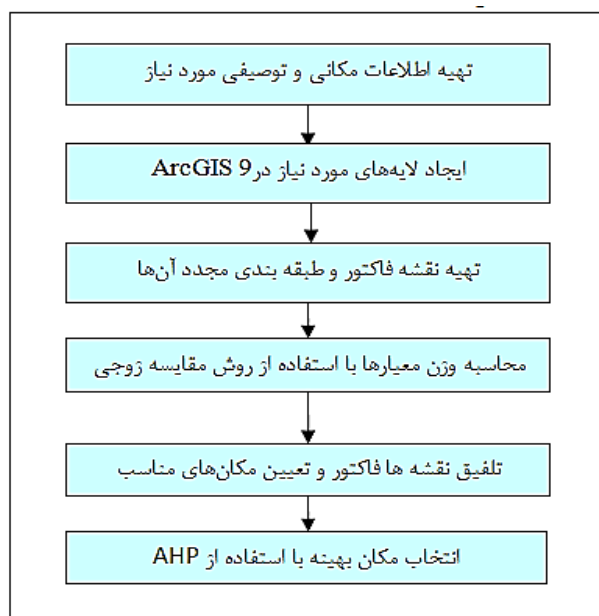 تهیه اطلاعات مکانی و توصیفی مورد نیاز
ایجاد لایه‌های مورد نیاز در ArcGIS 9
تهیه نقشه فاکتور و طبقه بندی مجدد آن‌ها
محاسبه وزن معیارها با استفاده از روش مقایسه زوجی
تلفیق نقشه ها فاکتور و تعیین مکان‌های مناسب
انتخاب مکان بهینه با استفاده از AHP